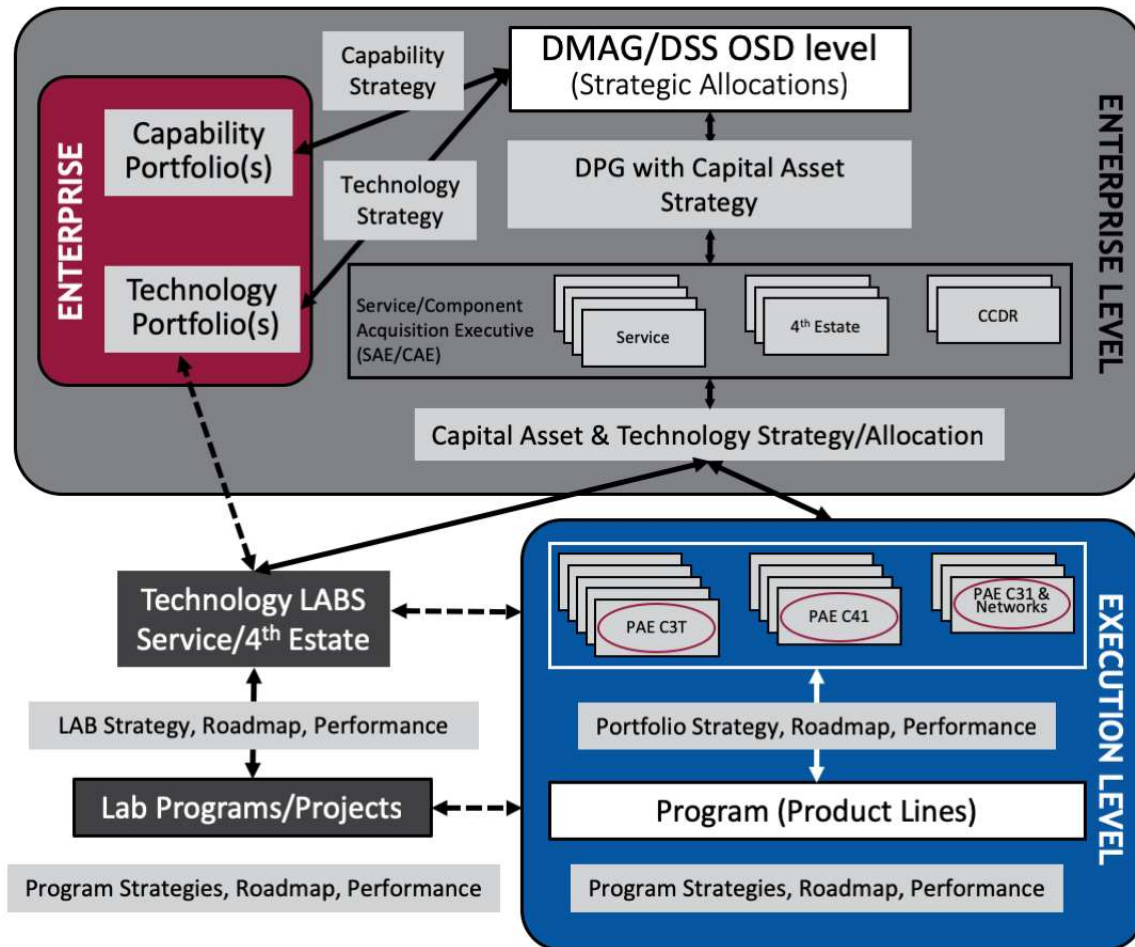 DMAG/DSS OSD level
(Strategic Allocations)
Capability
Strategy
ENTERPRISE
Capability
Portfolio(s)
Technology
Strategy
DPG with Capital Asset
Strategy
ENTERPRISE LEVEL
Technology
Portfolio(s)
Service/Component
Acquisition Executive
(SAE/CAE)
Service
4th Estate
CCDR
Capital Asset & Technology Strategy/Allocation
Technology LABS
Service/4th Estate
PAE C3T
PAE C41
PAE C31 &
Networks
EXECUTION LEVEL
LAB Strategy, Roadmap, Performance
Portfolio Strategy, Roadmap, Performance
Lab Programs/Projects
Program (Product Lines)
Program Strategies, Roadmap, Performance
Program Strategies, Roadmap, Performance